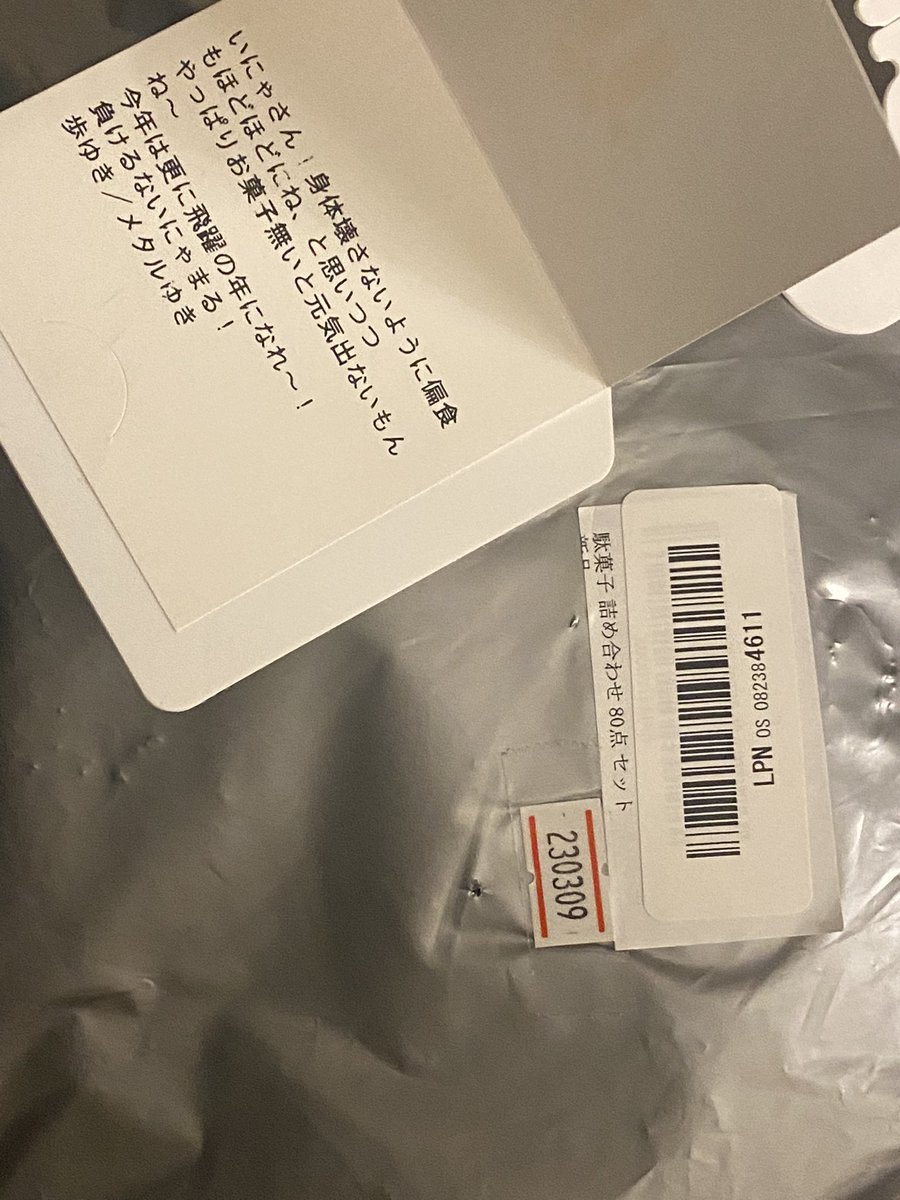 いにゃさん！身体壊さないように偏食
もほどほどにね、と思いつつ
やっぱりお菓子無いと元気出ないもん
ね〜
今年は更に飛躍の年になれ〜！
負けるないにゃまる！
歩ゆき／メタルゆき
LPN OS 082384611
駄菓子 詰め合わせ 80点 セット
新品
230309